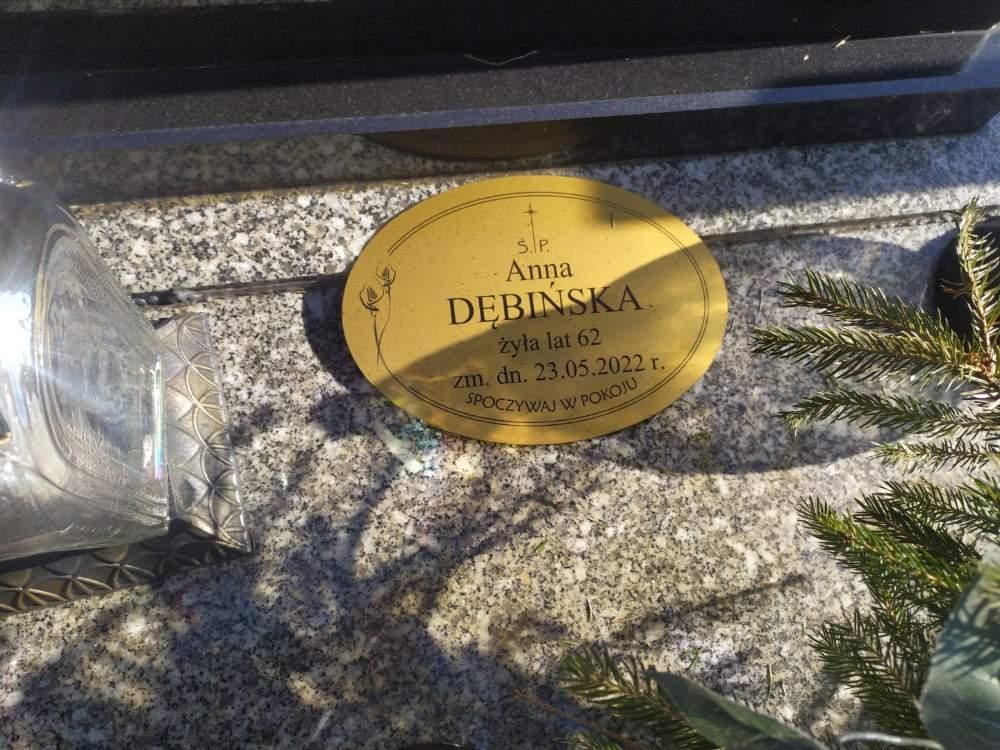 Ś. P.
Anna
DĘBIŃSKA
żyła lat 62
zm. dn. 23.05.2022 r.
SPOCZYWAJ W POKOJU